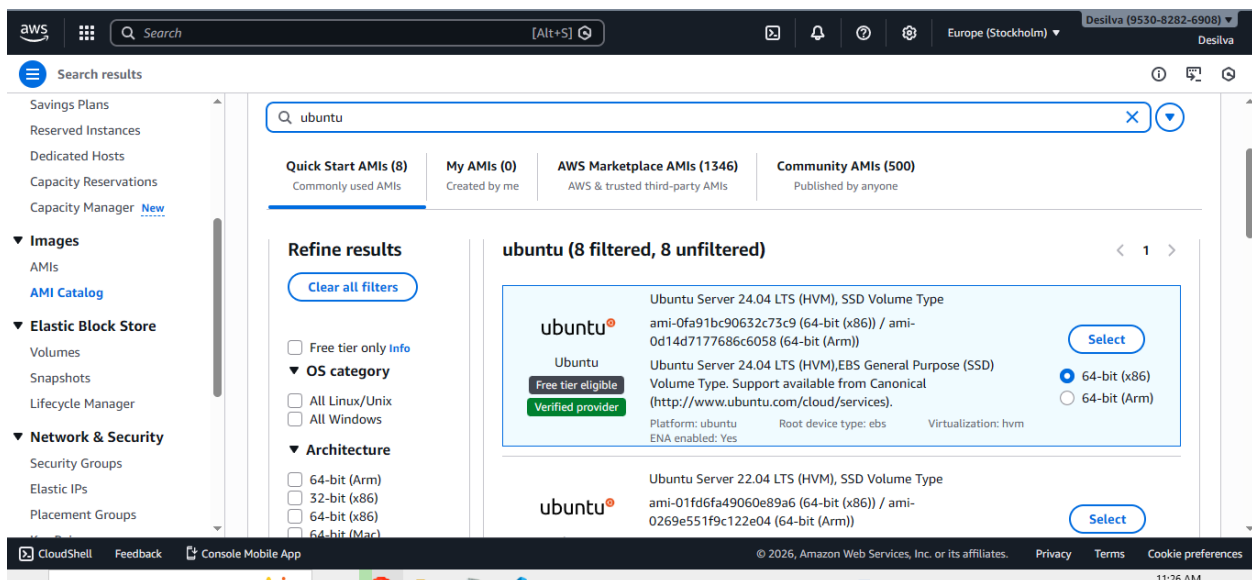 aws
Search
[Alt+S]
Europe (Stockholm) ▼
Desilva (9530-8282-6908) ▼
Desilva
Search results
Savings Plans
Reserved Instances
Dedicated Hosts
Capacity Reservations
Capacity Manager New
Images
AMIs
AMI Catalog
Elastic Block Store
Volumes
Snapshots
Lifecycle Manager
Network & Security
Security Groups
Elastic IPs
Placement Groups
ubuntu
Quick Start AMIs (8)
Commonly used AMIs
My AMIs (0)
Created by me
AWS Marketplace AMIs (1346)
AWS & trusted third-party AMIs
Community AMIs (500)
Published by anyone
Refine results
Clear all filters
Free tier only Info
OS category
All Linux/Unix
All Windows
Architecture
64-bit (Arm)
32-bit (x86)
64-bit (x86)
64-bit (Mac)
ubuntu (8 filtered, 8 unfiltered)
1
ubuntu
Ubuntu
Free tier eligible
Verified provider
Ubuntu Server 24.04 LTS (HVM), SSD Volume Type
ami-0fa91bc90632c73c9 (64-bit (x86)) / ami-
0d14d7177686c6058 (64-bit (Arm))
Ubuntu Server 24.04 LTS (HVM),EBS General Purpose (SSD)
Volume Type. Support available from Canonical
(http://www.ubuntu.com/cloud/services).
Platform: ubuntu Root device type: ebs Virtualization: hvm
ENA enabled: Yes
Select
64-bit (x86)
64-bit (Arm)
ubuntu
Ubuntu Server 22.04 LTS (HVM), SSD Volume Type
ami-01fd6fa49060e89a6 (64-bit (x86)) / ami-
0269e551f9c122e04 (64-bit (Arm))
Select
CloudShell Feedback Console Mobile App
© 2026, Amazon Web Services, Inc. or its affiliates. Privacy Terms Cookie preferences
11:26 AM